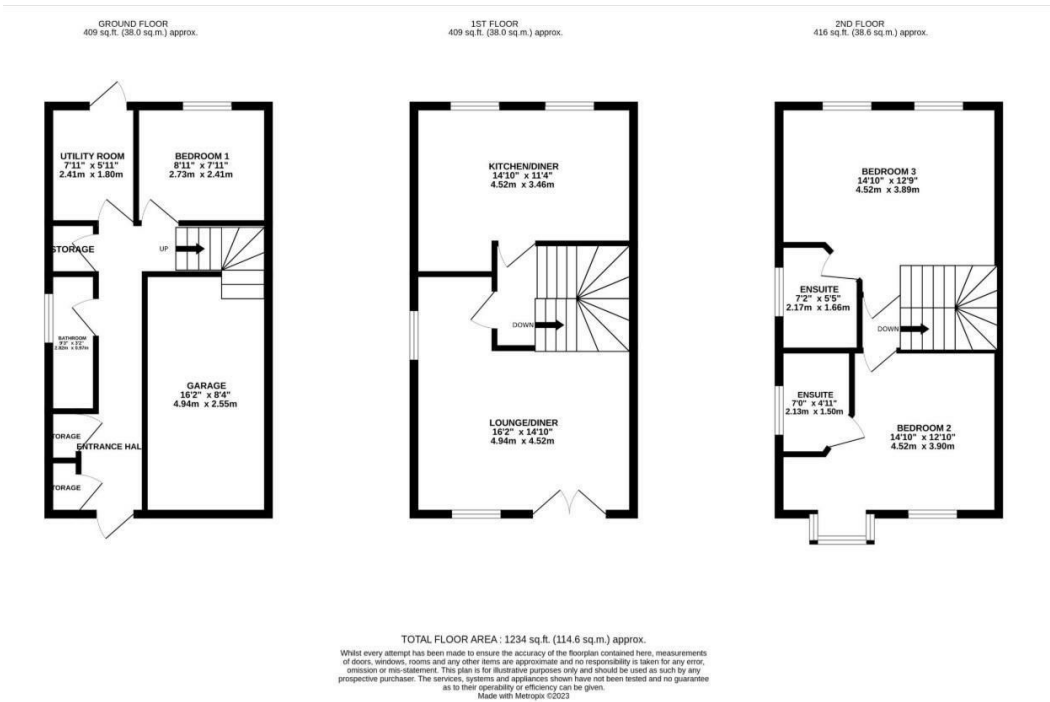 GROUND FLOOR
409 sq.ft. (38.0 sq.m.) approx.
1ST FLOOR
409 sq.ft. (38.0 sq.m.) approx.
2ND FLOOR
416 sq.ft. (38.6 sq.m.) approx.
UTILITY ROOM
7'11" x 5'11"
2.41m x 1.80m
BEDROOM 1
8'11" x 7'11"
2.73m x 2.41m
STORAGE
UP
BATHROOM
9'3" x 3'2"
2.82m x 0.97m
GARAGE
16'2" x 8'4"
4.94m x 2.55m
TORAGE
ENTRANCE HAL
TORAGE
KITCHEN/DINER
14'10" x 11'4"
4.52m x 3.46m
DOWN
LOUNGE/DINER
16'2" x 14'10"
4.94m x 4.52m
BEDROOM 3
14'10" x 12'9"
4.52m x 3.89m
ENSUITE
7'2" x 5'5"
2.17m x 1.66m
DOWN
ENSUITE
7'0" x 4'11"
2.13m x 1.50m
BEDROOM 2
14'10" x 12'10"
4.52m x 3.90m
TOTAL FLOOR AREA : 1234 sq.ft. (114.6 sq.m.) approx.
Whilst every attempt has been made to ensure the accuracy of the floorplan contained here, measurements
of doors, windows, rooms and any other items are approximate and no responsibility is taken for any error,
omission or mis-statement. This plan is for illustrative purposes only and should be used as such by any
prospective purchaser. The services, systems and appliances shown have not been tested and no guarantee
as to their operability or efficiency can be given.
Made with Metropix ©2023